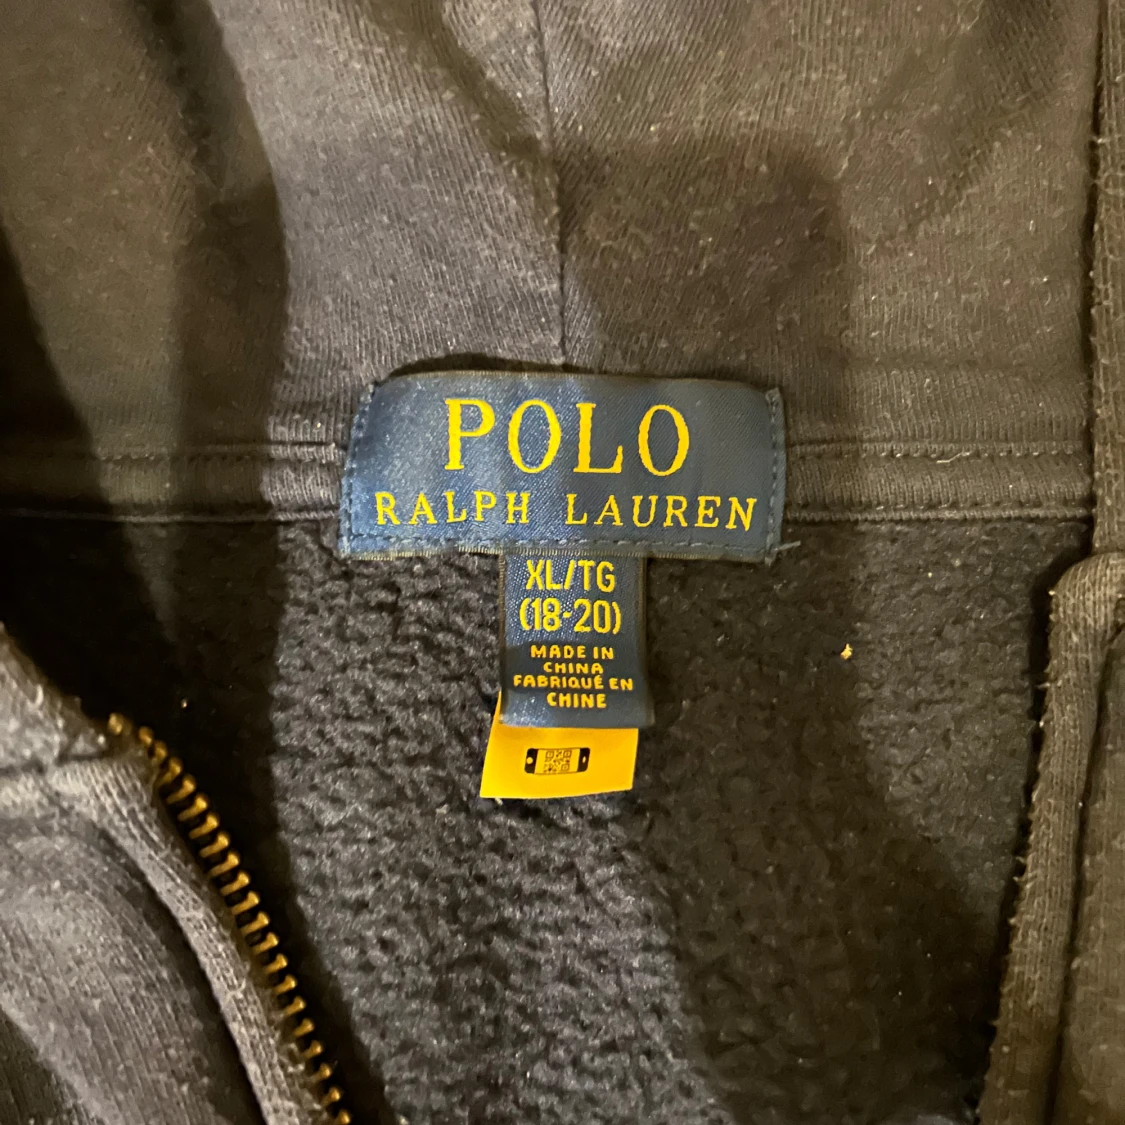 POLO
RALPH LAUREN
XL/TG
(18-20)
MADE IN
CHINA
FABRIQUÉ EN
CHINE